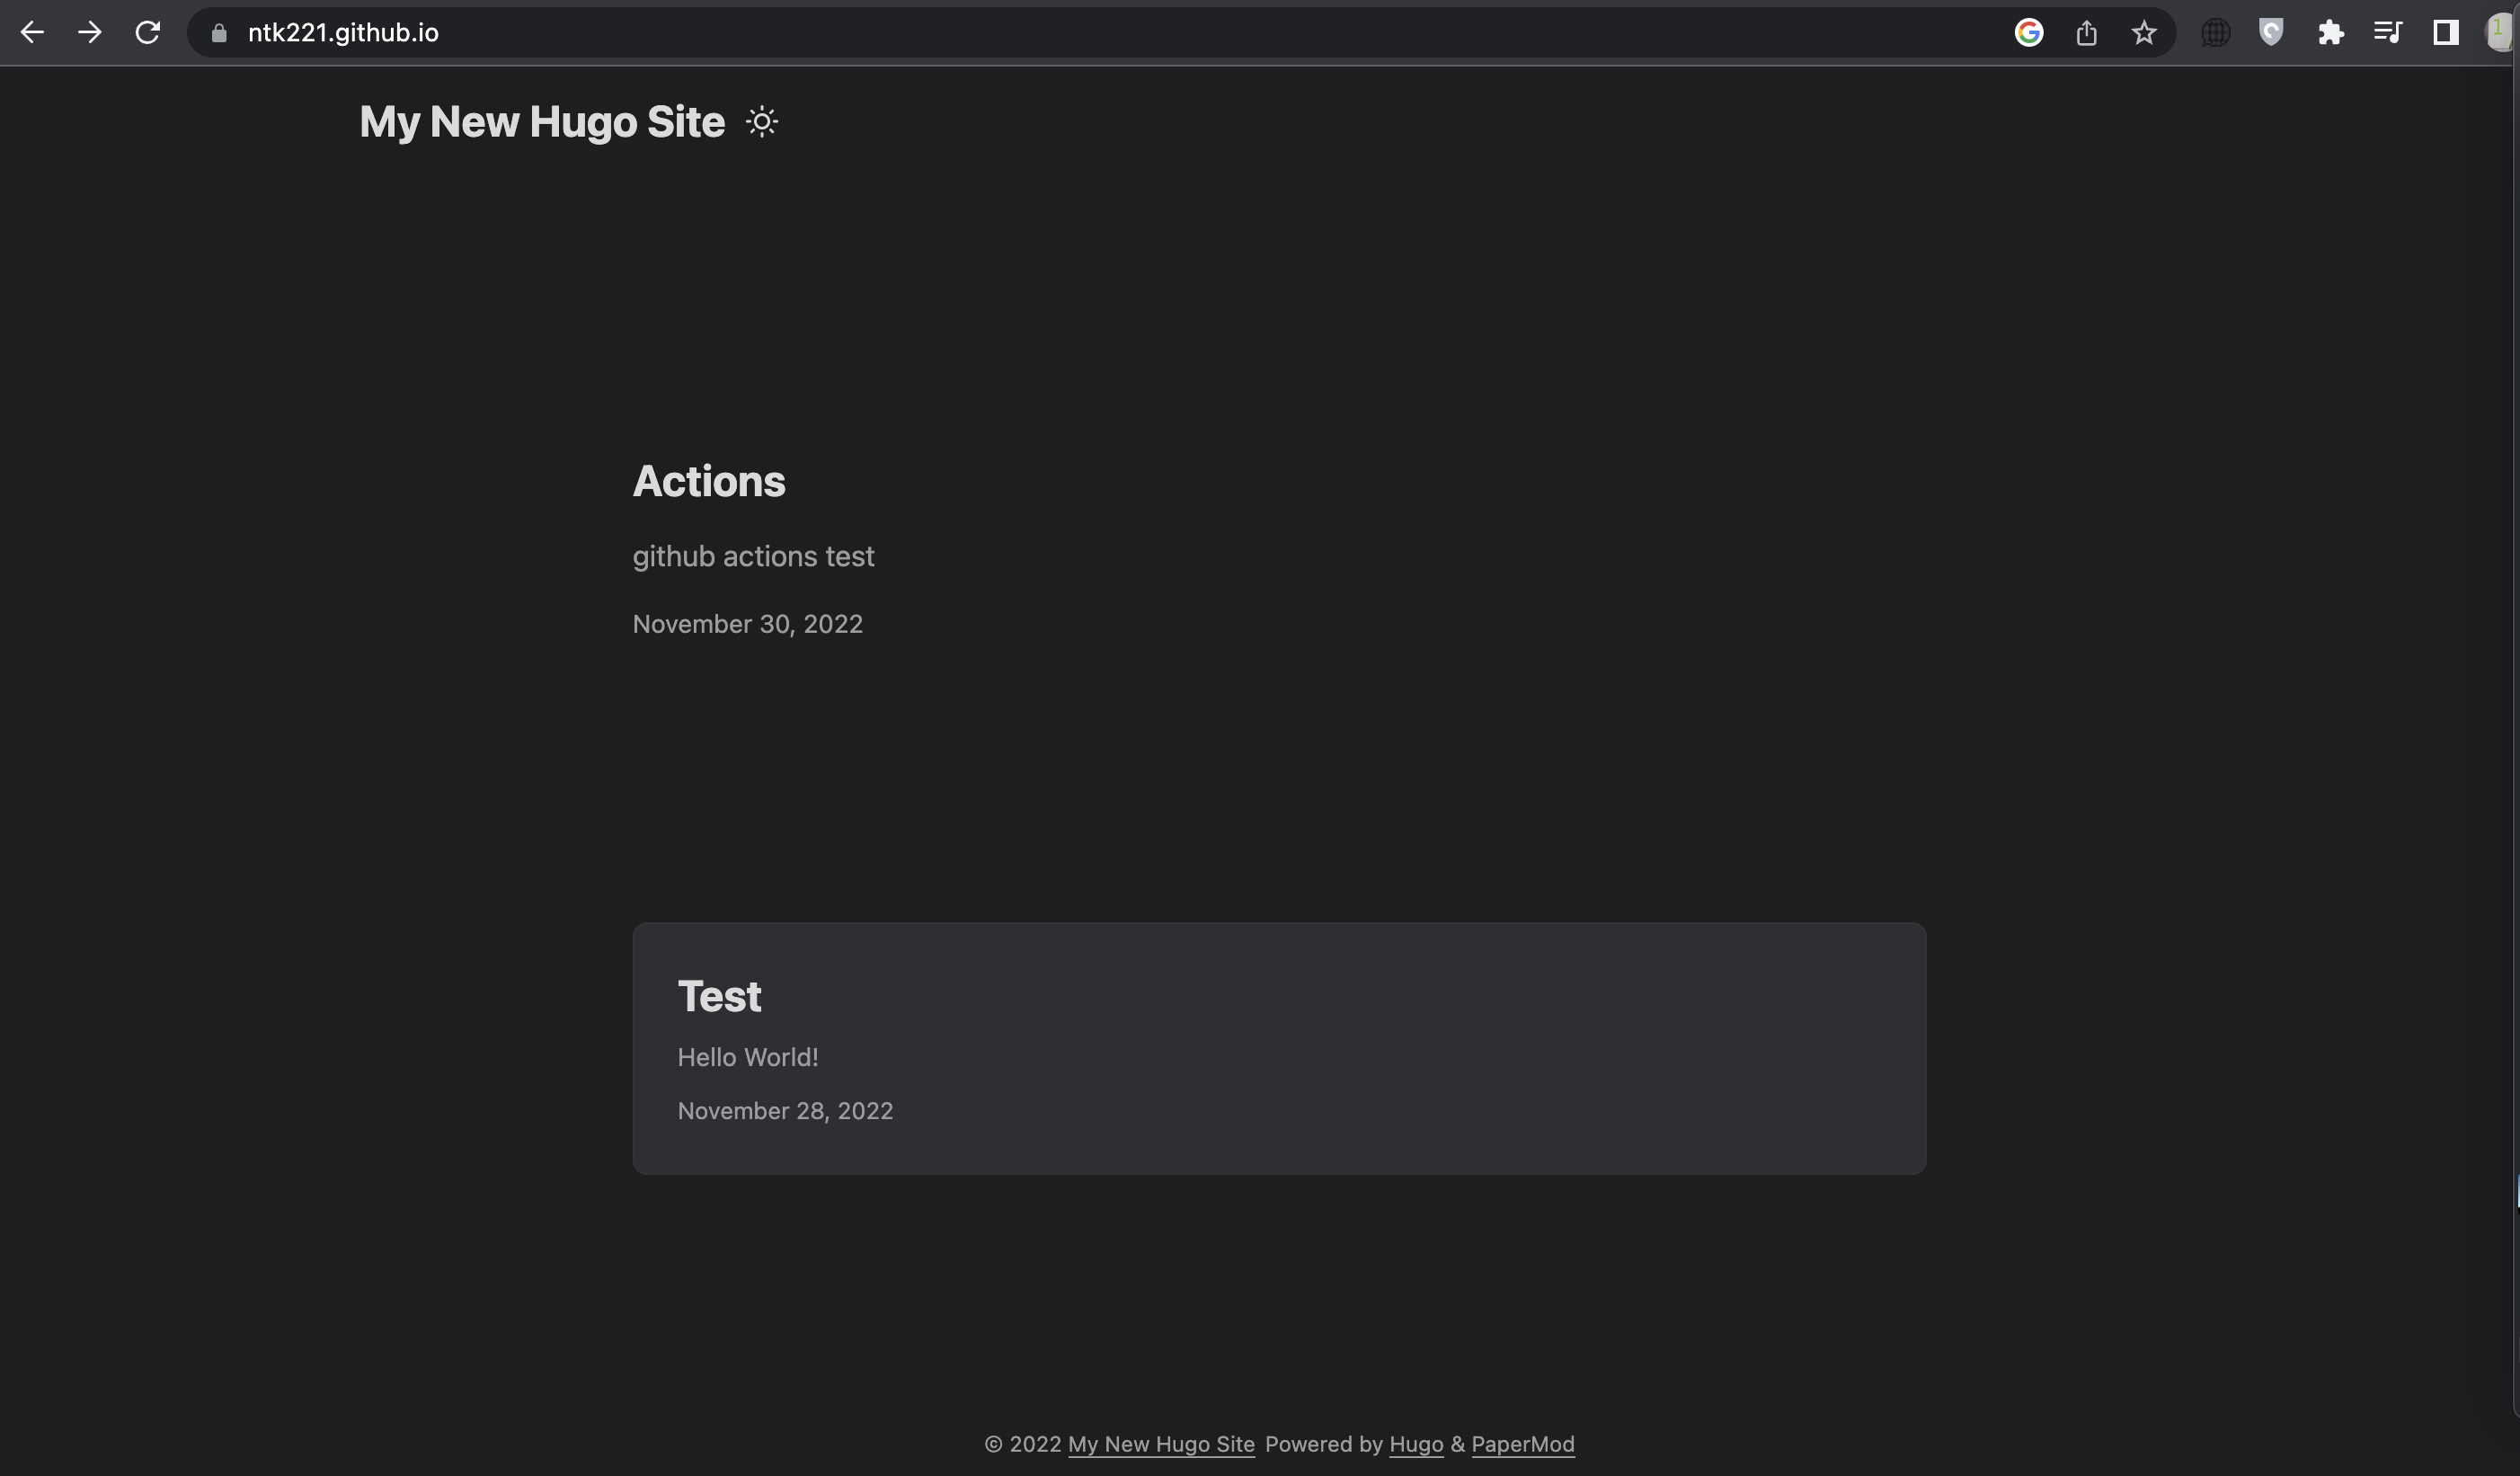 ntk221.github.io
1
My New Hugo Site
Actions
github actions test
November 30, 2022
Test
Hello World!
November 28, 2022
© 2022 My New Hugo Site Powered by Hugo & PaperMod